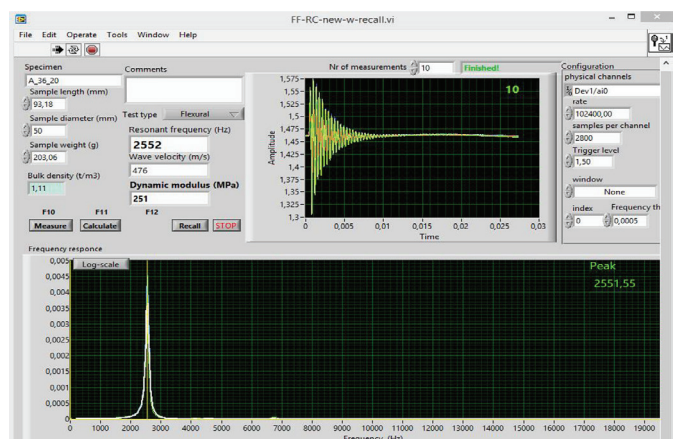 FF-RC-new-w-recall.vi
File Edit Operate Tools Window Help
Specimen
A_36_20
Sample length (mm)
93,18
Sample diameter (mm)
50
Sample weight (g)
203,06
Bulk density (t/m3)
1,11
Comments
Test type Flexural
Resonant frequency (Hz)
2552
Wave velocity (m/s)
476
Dynamic modulus (MPa)
251
F10 F11 F12
Measure Calculate Recall STOP
Nr of measurements 10 Finished!
10
Amplitude
1,575
1,55
1,525
1,5
1,475
1,45
1,425
1,4
1,375
1,35
1,325
1,3
0 0,005 0,01 0,015 0,02 0,025 0,03
Time
Configuration
physical channels
Dev1/ai0
rate
102400,00
samples per channel
2800
Trigger level
1,50
window
None
index Frequency th
0 0,0005
Frequency responce
Log-scale
Peak
2551,55
0,005
0,0045
0,004
0,0035
0,003
0,0025
0,002
0,0015
0,001
0,0005
0
0 1000 2000 3000 4000 5000 6000 7000 8000 9000 10000 11000 12000 13000 14000 15000 16000 17000 18000 1950
Frequency (Hz)